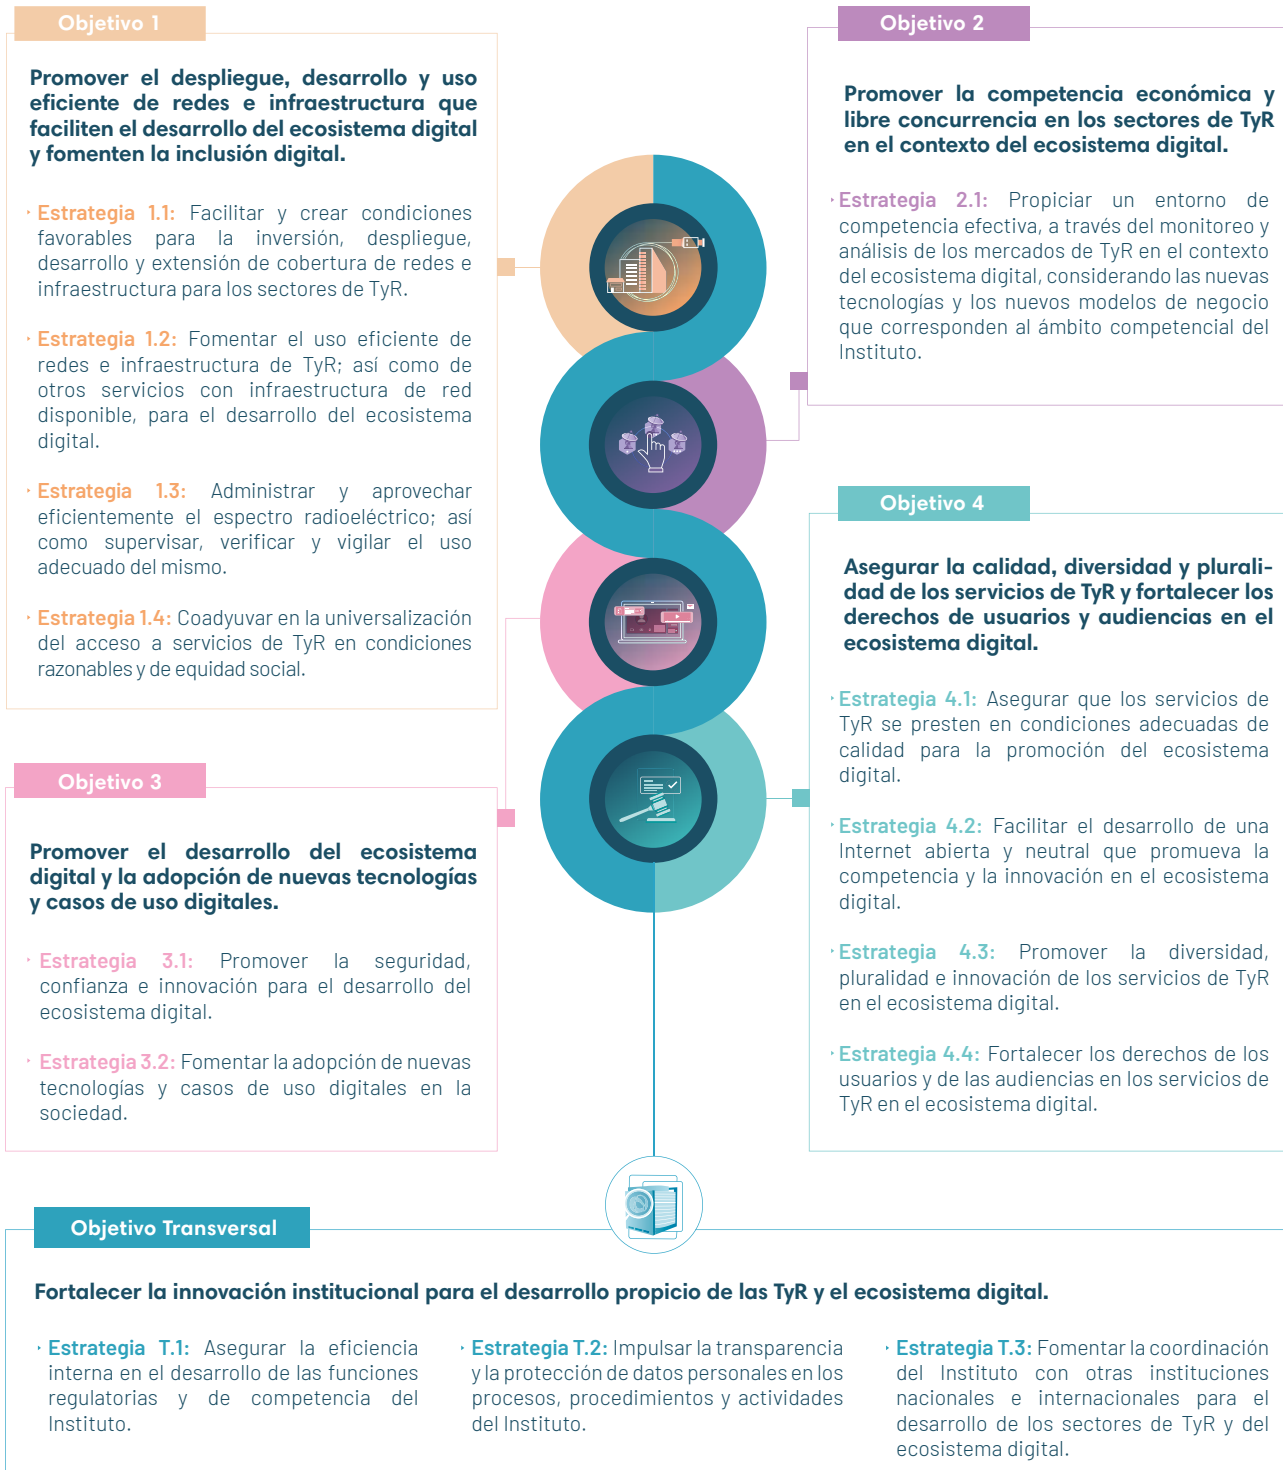 Objetivo 1
Promover el despliegue, desarrollo y uso
eficiente de redes e infraestructura que
faciliten el desarrollo del ecosistema digital
y fomenten la inclusión digital.
Estrategia 1.1: Facilitar y crear condiciones
favorables para la inversión, despliegue,
desarrollo y extensión de cobertura de redes e
infraestructura para los sectores de TyR.
Estrategia 1.2: Fomentar el uso eficiente de
redes e infraestructura de TyR; así como de
otros servicios con infraestructura de red
disponible, para el desarrollo del ecosistema
digital.
Estrategia 1.3: Administrar y aprovechar
eficientemente el espectro radioeléctrico; así
como supervisar, verificar y vigilar el uso
adecuado del mismo.
Estrategia 1.4: Coadyuvar en la universalización
del acceso a servicios de TyR en condiciones
razonables y de equidad social.
Objetivo 2
Promover la competencia económica y
libre concurrencia en los sectores de TyR
en el contexto del ecosistema digital.
Estrategia 2.1: Propiciar un entorno de
competencia efectiva, a través del monitoreo y
análisis de los mercados de TyR en el contexto
del ecosistema digital, considerando las nuevas
tecnologías y los nuevos modelos de negocio
que corresponden al ámbito competencial del
Instituto.
Objetivo 3
Promover el desarrollo del ecosistema
digital y la adopción de nuevas tecnologías
y casos de uso digitales.
Estrategia 3.1: Promover la seguridad,
confianza e innovación para el desarrollo del
ecosistema digital.
Estrategia 3.2: Fomentar la adopción de nuevas
tecnologías y casos de uso digitales en la
sociedad.
Objetivo 4
Asegurar la calidad, diversidad y plurali-
dad de los servicios de TyR y fortalecer los
derechos de usuarios y audiencias en el
ecosistema digital.
Estrategia 4.1: Asegurar que los servicios de
TyR se presten en condiciones adecuadas de
calidad para la promoción del ecosistema
digital.
Estrategia 4.2: Facilitar el desarrollo de una
Internet abierta y neutral que promueva la
competencia y la innovación en el ecosistema
digital.
Estrategia 4.3: Promover la diversidad,
pluralidad e innovación de los servicios de TyR
en el ecosistema digital.
Estrategia 4.4: Fortalecer los derechos de los
usuarios y de las audiencias en los servicios de
TyR en el ecosistema digital.
Objetivo Transversal
Fortalecer la innovación institucional para el desarrollo propicio de las TyR y el ecosistema digital.
Estrategia T.1: Asegurar la eficiencia
interna en el desarrollo de las funciones
regulatorias y de competencia del
Instituto.
Estrategia T.2: Impulsar la transparencia
y la protección de datos personales en los
procesos, procedimientos y actividades
del Instituto.
Estrategia T.3: Fomentar la coordinación
del Instituto con otras instituciones
nacionales e internacionales para el
desarrollo de los sectores de TyR y del
ecosistema digital.